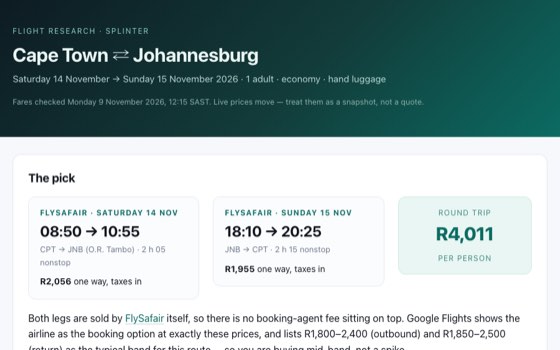 FLIGHT RESEARCH · SPLINTER
Cape Town ⇄ Johannesburg
Saturday 14 November → Sunday 15 November 2026 · 1 adult · economy · hand luggage
Fares checked Monday 9 November 2026, 12:15 SAST. Live prices move — treat them as a snapshot, not a quote.
The pick
FLYSAFAIR · SATURDAY 14 NOV
08:50 → 10:55
CPT → JNB (O.R. Tambo) · 2 h 05
nonstop
R2,056 one way, taxes in
FLYSAFAIR · SUNDAY 15 NOV
18:10 → 20:25
JNB → CPT · 2 h 15 nonstop
R1,955 one way, taxes in
ROUND TRIP
R4,011
PER PERSON
Both legs are sold by FlySafair itself, so there is no booking-agent fee sitting on top. Google Flights shows the
airline as the booking option at exactly these prices, and lists R1,800–2,400 (outbound) and R1,850–2,500
(return) as the typical band for this route — so you are buying mid-band, not a spike.